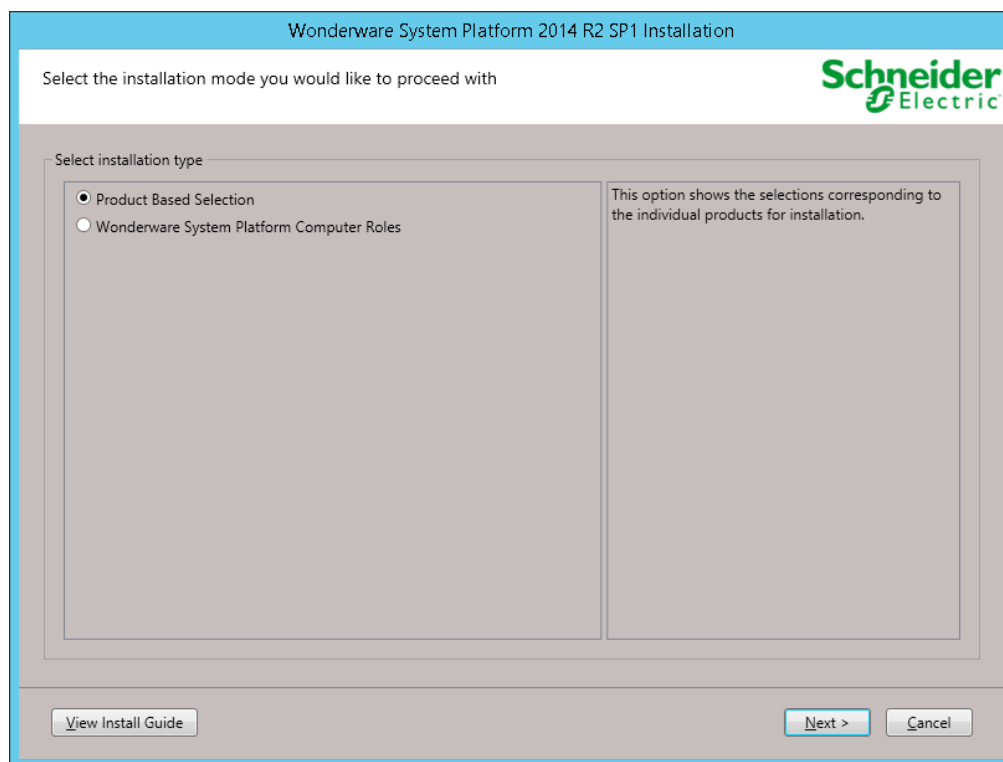 Wonderware System Platform 2014 R2 SP1 Installation
Select the installation mode you would like to proceed with
Schneider
Electric
Select installation type
Product Based Selection
Wonderware System Platform Computer Roles
This option shows the selections corresponding to
the individual products for installation.
View Install Guide
Next >
Cancel